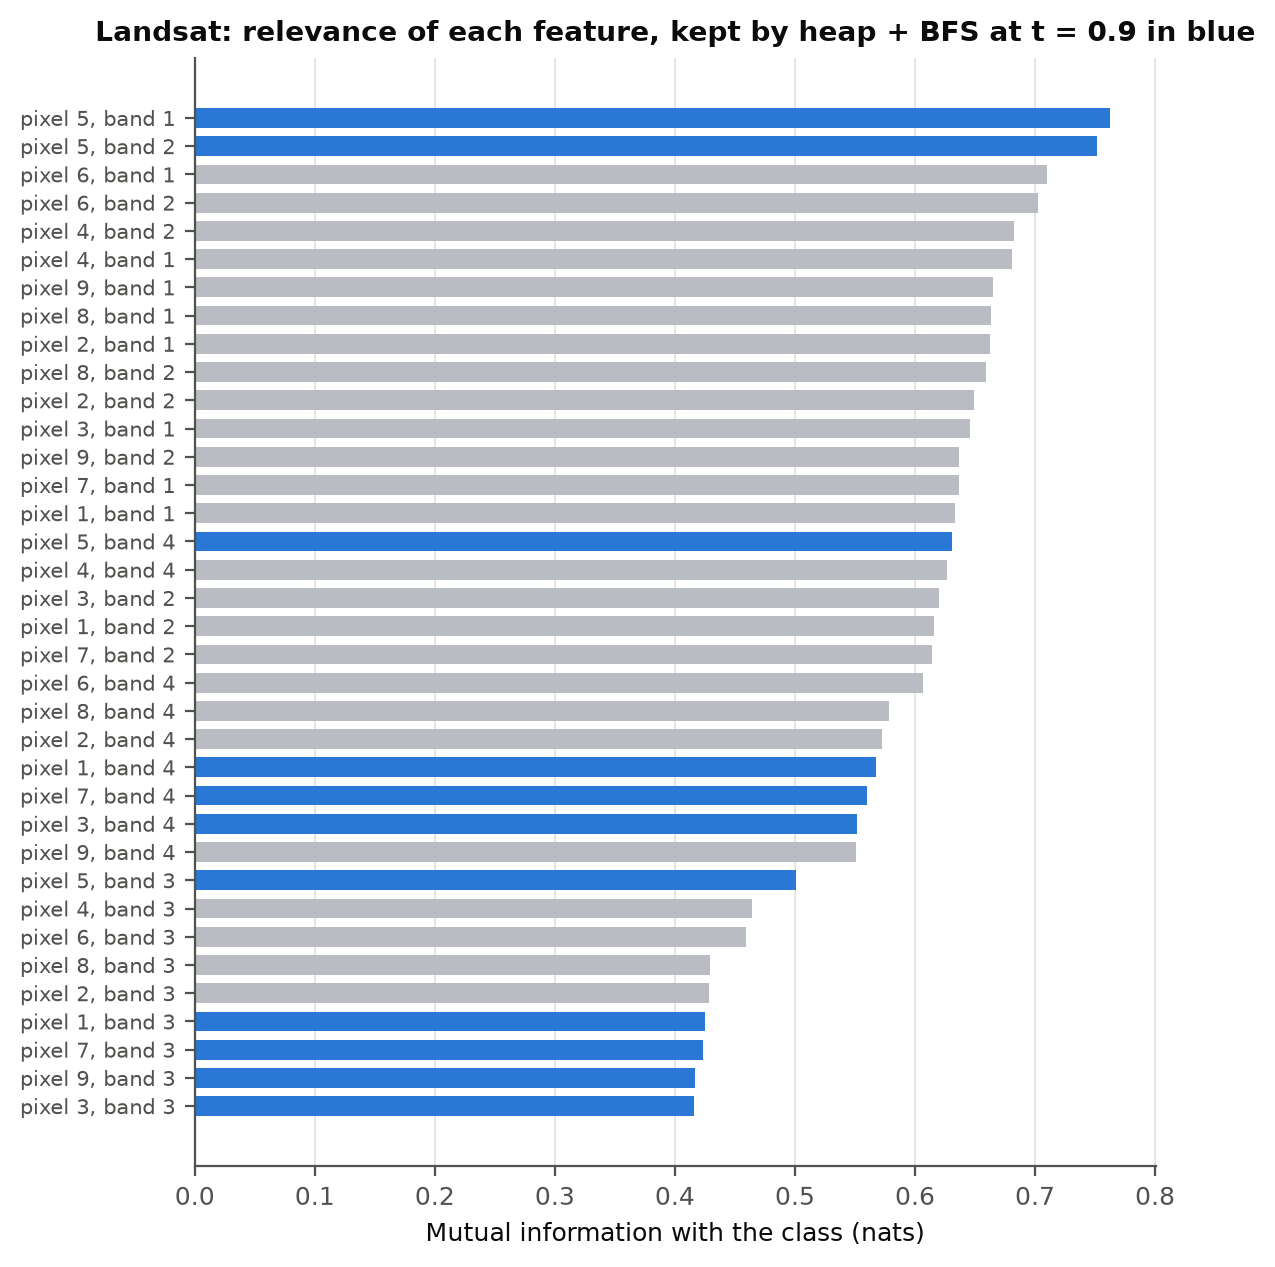 Landsat: relevance of each feature, kept by heap + BFS at t = 0.9 in blue
pixel 5, band 1
pixel 5, band 2
pixel 6, band 1
pixel 6, band 2
pixel 4, band 2
pixel 4, band 1
pixel 9, band 1
pixel 8, band 1
pixel 2, band 1
pixel 8, band 2
pixel 2, band 2
pixel 3, band 1
pixel 9, band 2
pixel 7, band 1
pixel 1, band 1
pixel 5, band 4
pixel 4, band 4
pixel 3, band 2
pixel 1, band 2
pixel 7, band 2
pixel 6, band 4
pixel 8, band 4
pixel 2, band 4
pixel 1, band 4
pixel 7, band 4
pixel 3, band 4
pixel 9, band 4
pixel 5, band 3
pixel 4, band 3
pixel 6, band 3
pixel 8, band 3
pixel 2, band 3
pixel 1, band 3
pixel 7, band 3
pixel 9, band 3
pixel 3, band 3
0.0 0.1 0.2 0.3 0.4 0.5 0.6 0.7 0.8
Mutual information with the class (nats)